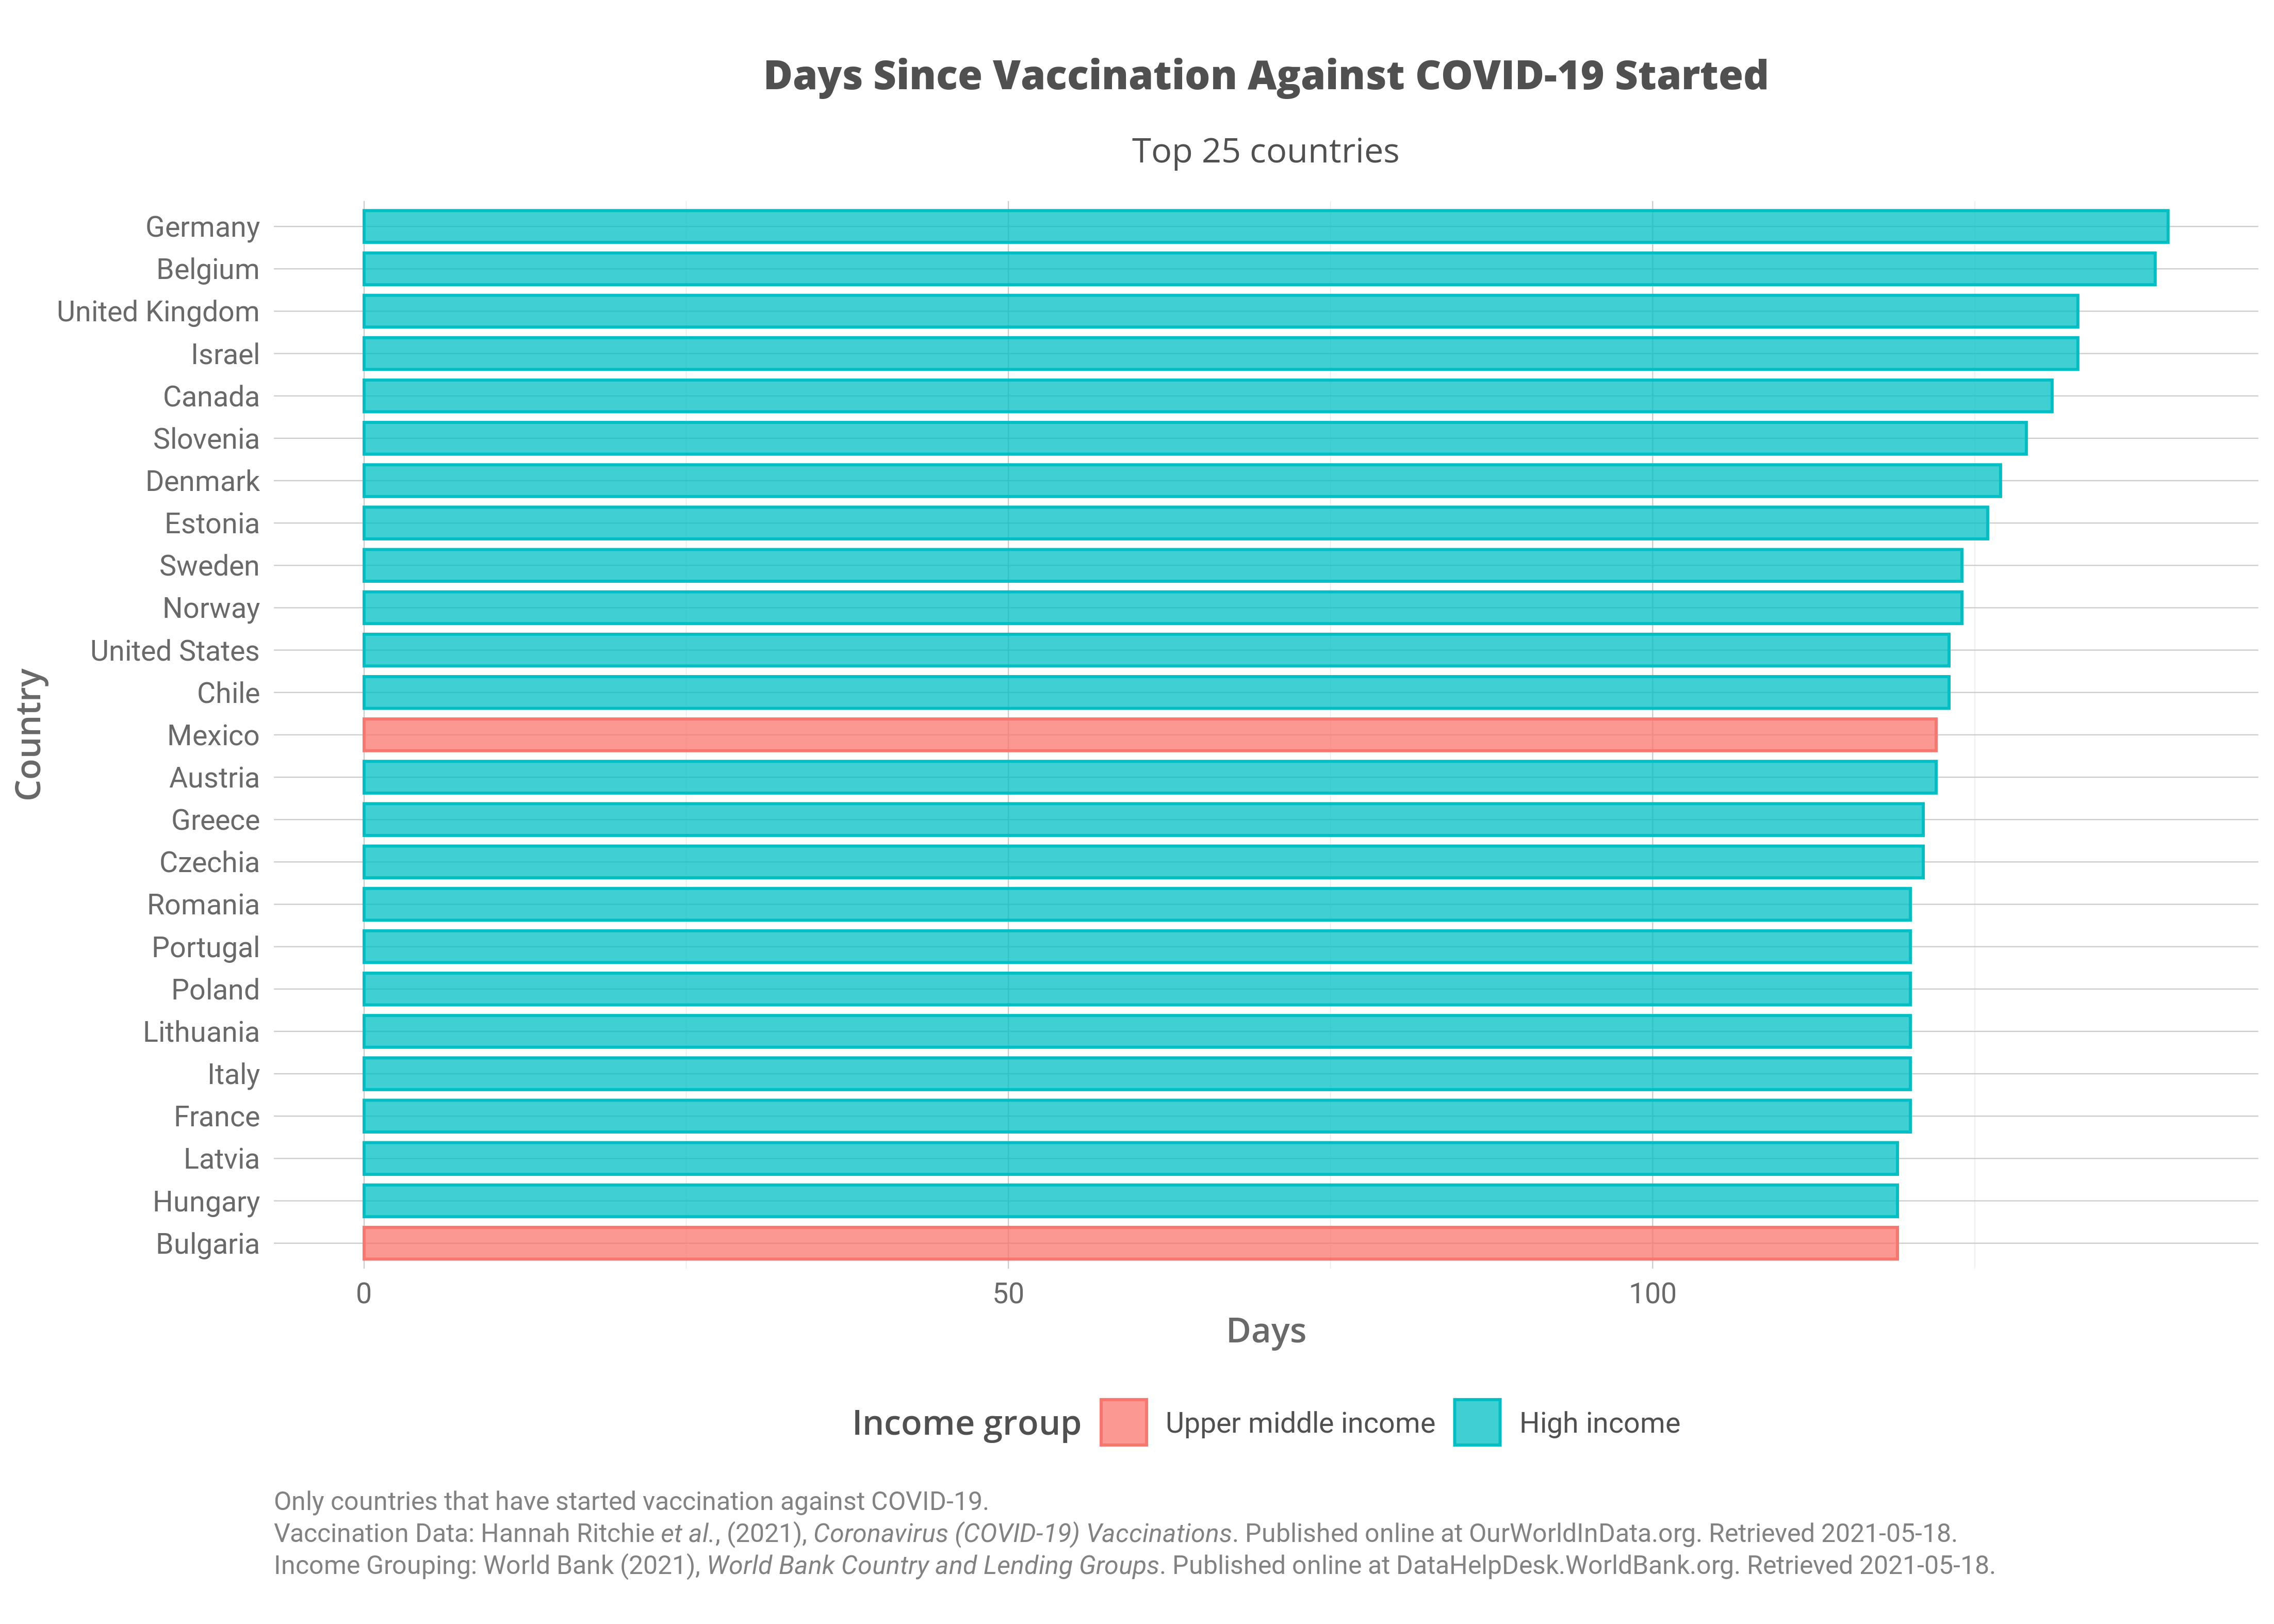 Days Since Vaccination Against COVID-19 Started
Top 25 countries
Country
Germany
Belgium
United Kingdom
Israel
Canada
Slovenia
Denmark
Estonia
Sweden
Norway
United States
Chile
Mexico
Austria
Greece
Czechia
Romania
Portugal
Poland
Lithuania
Italy
France
Latvia
Hungary
Bulgaria
0 50 100
Days
Income group Upper middle income High income
Only countries that have started vaccination against COVID-19.
Vaccination Data: Hannah Ritchie et al., (2021), Coronavirus (COVID-19) Vaccinations. Published online at OurWorldInData.org. Retrieved 2021-05-18.
Income Grouping: World Bank (2021), World Bank Country and Lending Groups. Published online at DataHelpDesk.WorldBank.org. Retrieved 2021-05-18.